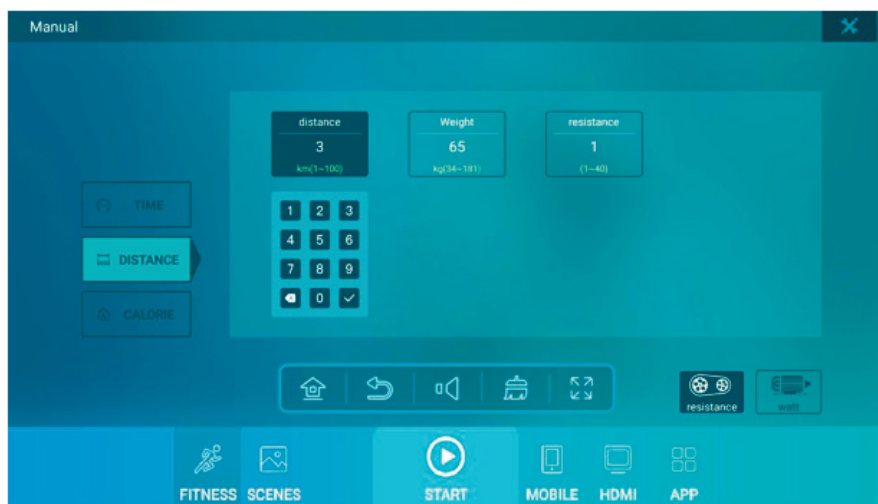 Manual
distance
3
km(1~100)
Weight
65
kg(34~181)
resistance
1
(1~40)
TIME
DISTANCE
CALORIE
1 2 3
4 5 6
7 8 9
0
resistance
watt
FITNESS
SCENES
START
MOBILE
HDMI
APP